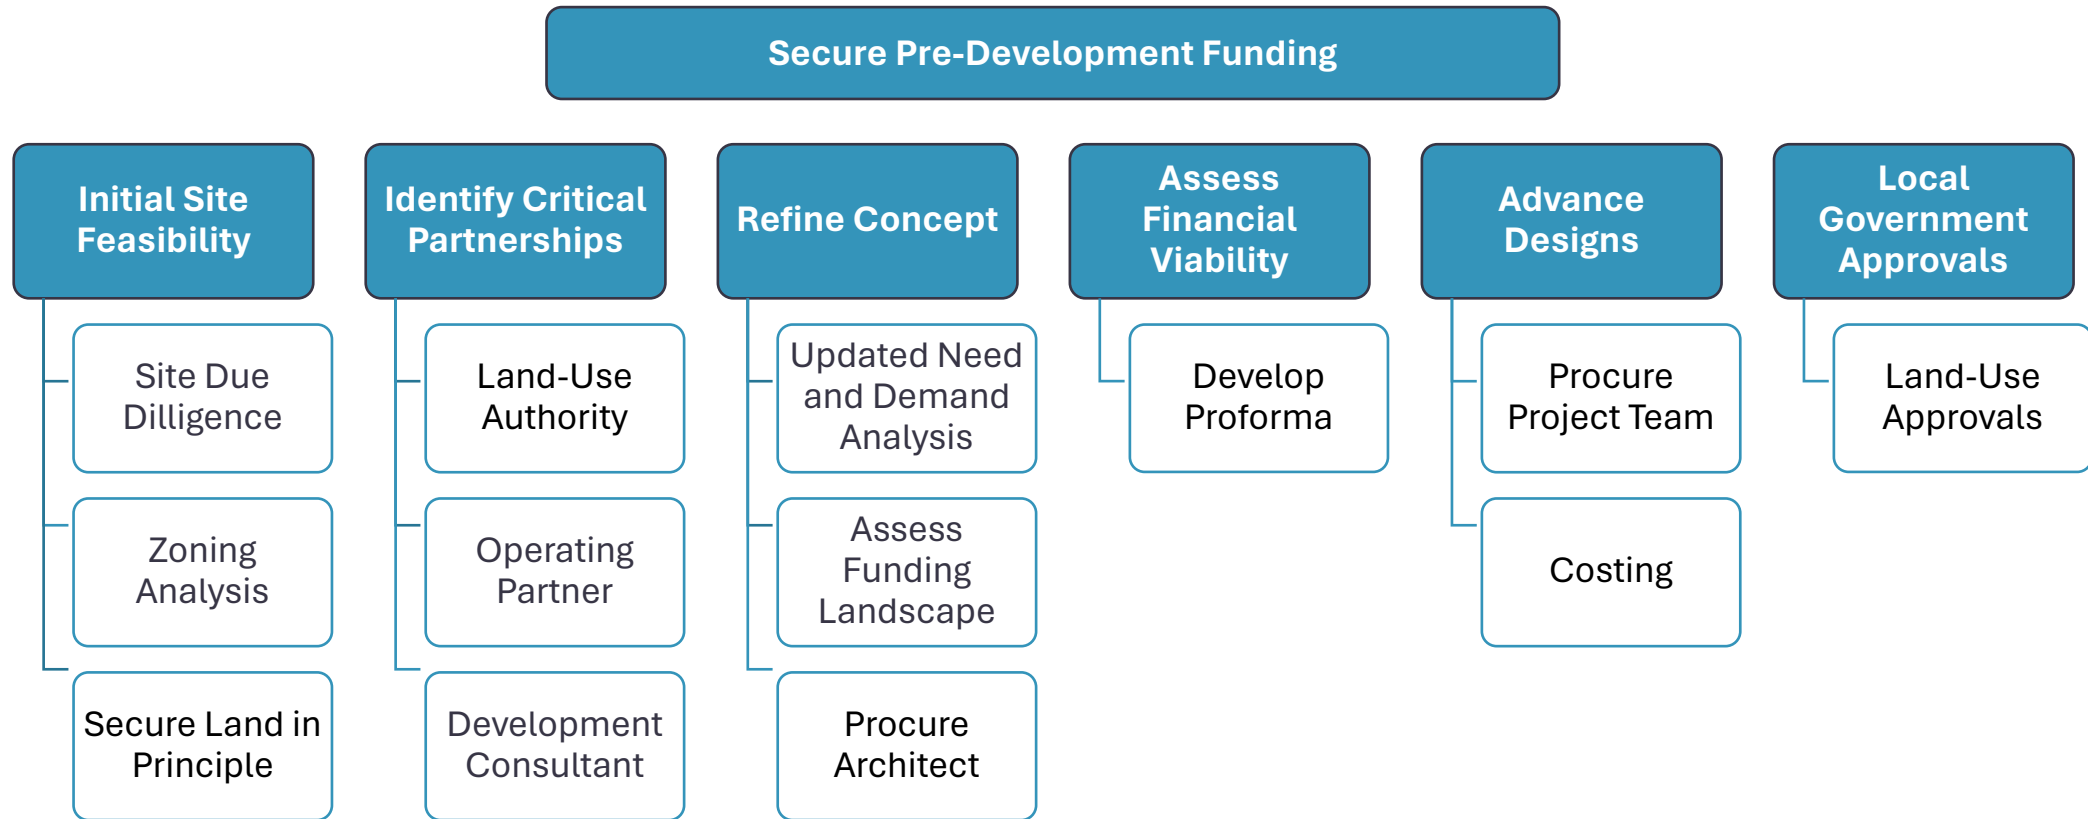 Secure Pre-Development Funding
Initial Site
Feasibility
Site Due
Dilligence
Zoning
Analysis
Secure Land in
Principle
Identify Critical
Partnerships
Land-Use
Authority
Operating
Partner
Development
Consultant
Refine Concept
Updated Need
and Demand
Analysis
Assess
Funding
Landscape
Procure
Architect
Assess
Financial
Viability
Develop
Proforma
Advance
Designs
Procure
Project Team
Costing
Local
Government
Approvals
Land-Use
Approvals